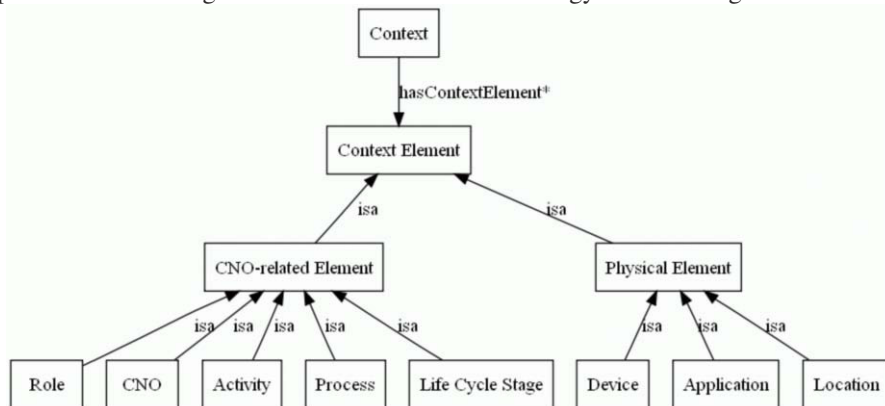 Context
hasContextElement*
Context Element
isa isa
CNO-related Element Physical Element
isa isa isa isa isa isa isa isa
Role CNO Activity Process Life Cycle Stage Device Application Location